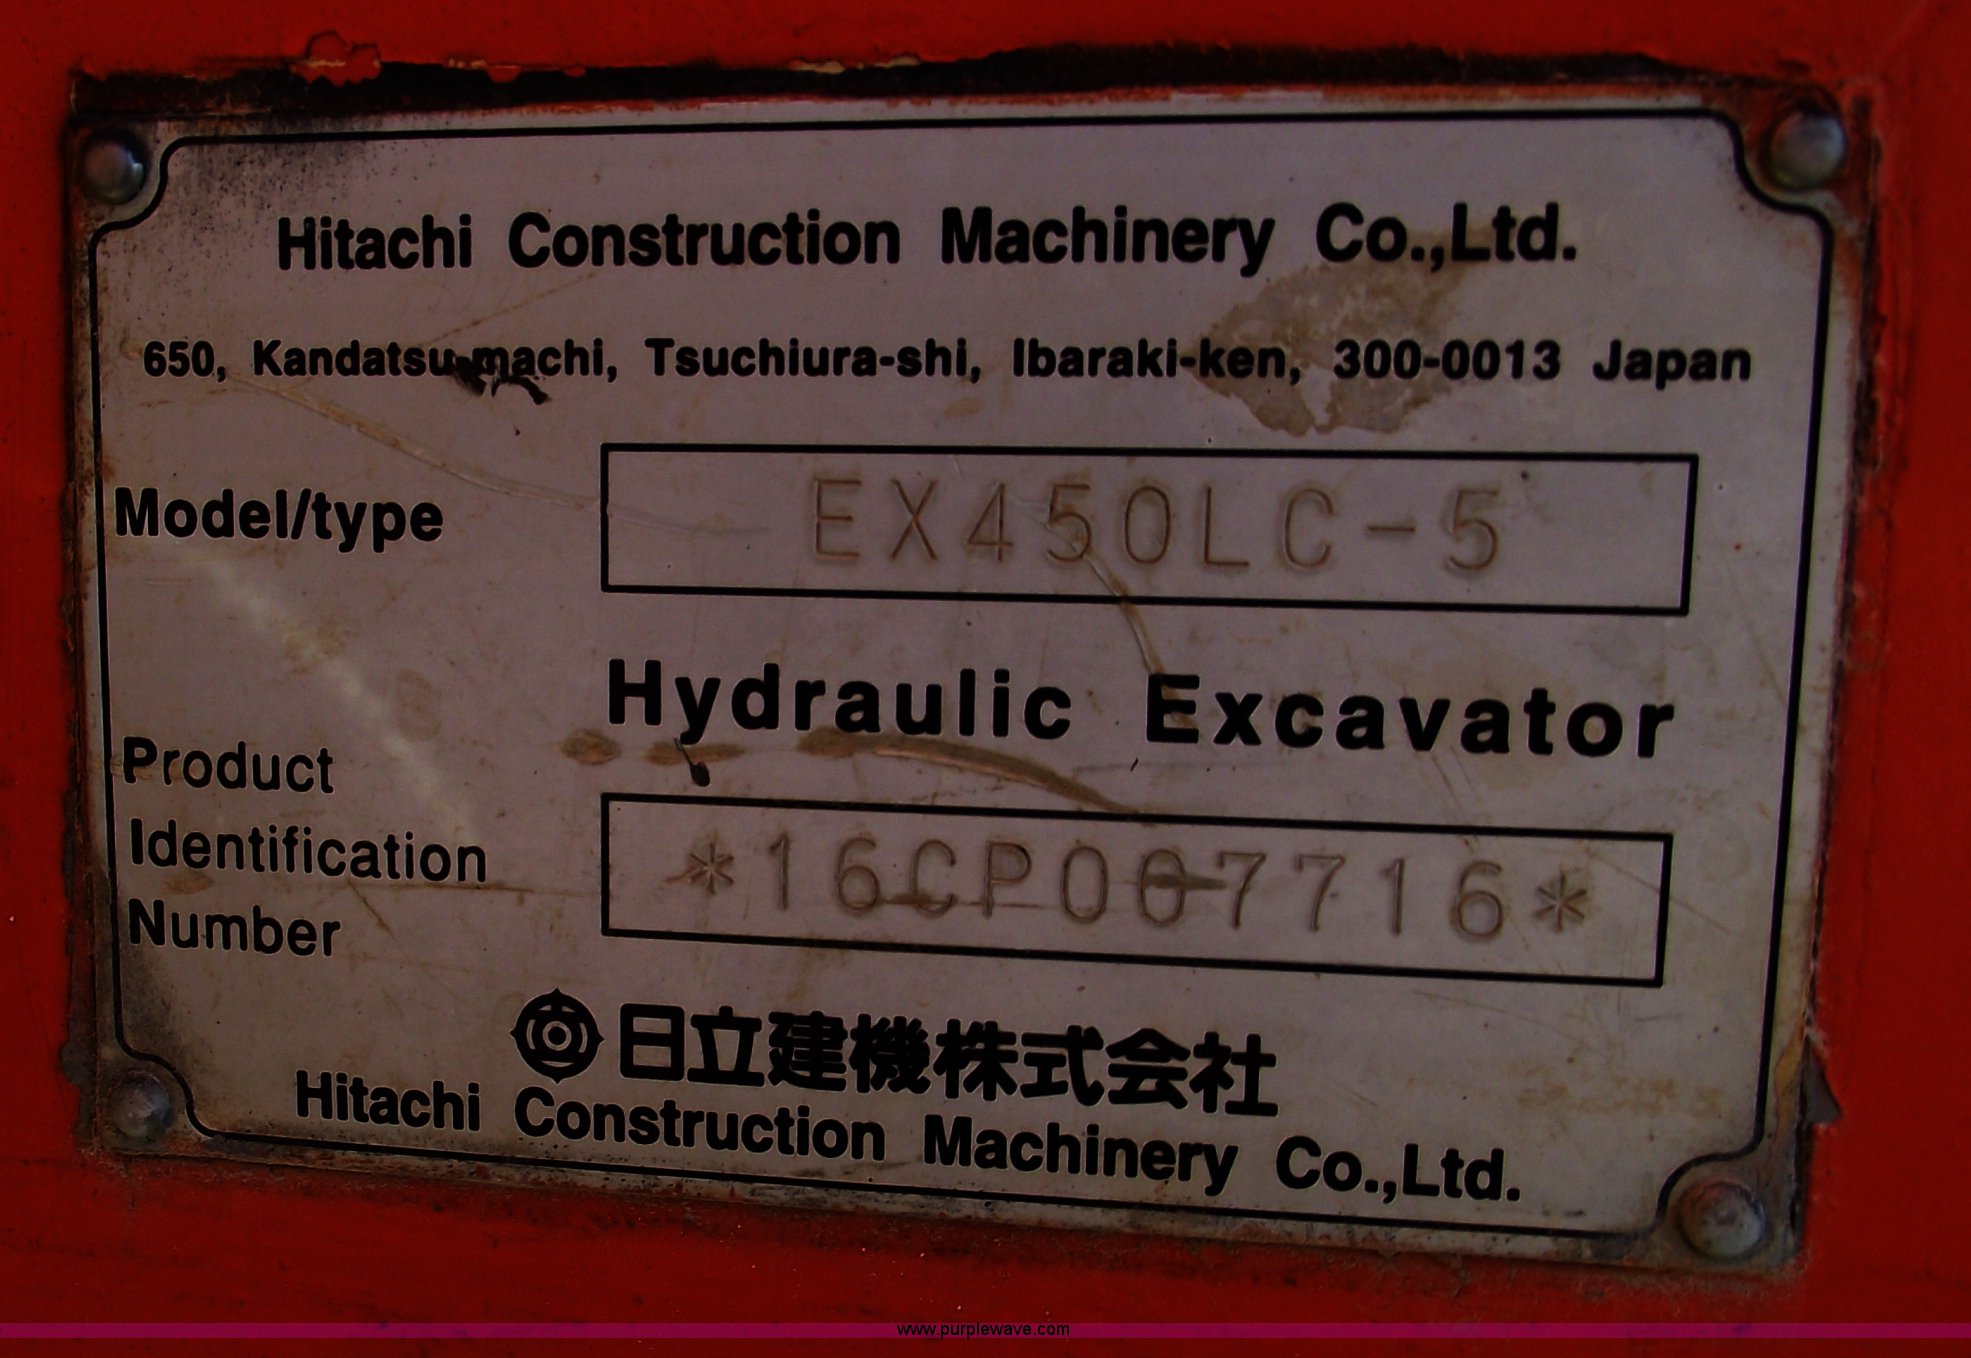 Hitachi Construction Machinery Co.,Ltd.
650, Kandatsu-machi, Tsuchiura-shi, Ibaraki-ken, 300-0013 Japan
Model/type EX450LC-5
Hydraulic Excavator
Product
Identification
Number
*16CP007716*
日立建機株式会社
Hitachi Construction Machinery Co.,Ltd.
www.purplewave.com